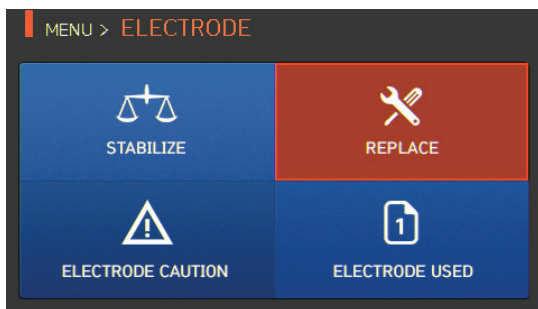 MENU > ELECTRODE
STABILIZE
REPLACE
ELECTRODE CAUTION
1
ELECTRODE USED